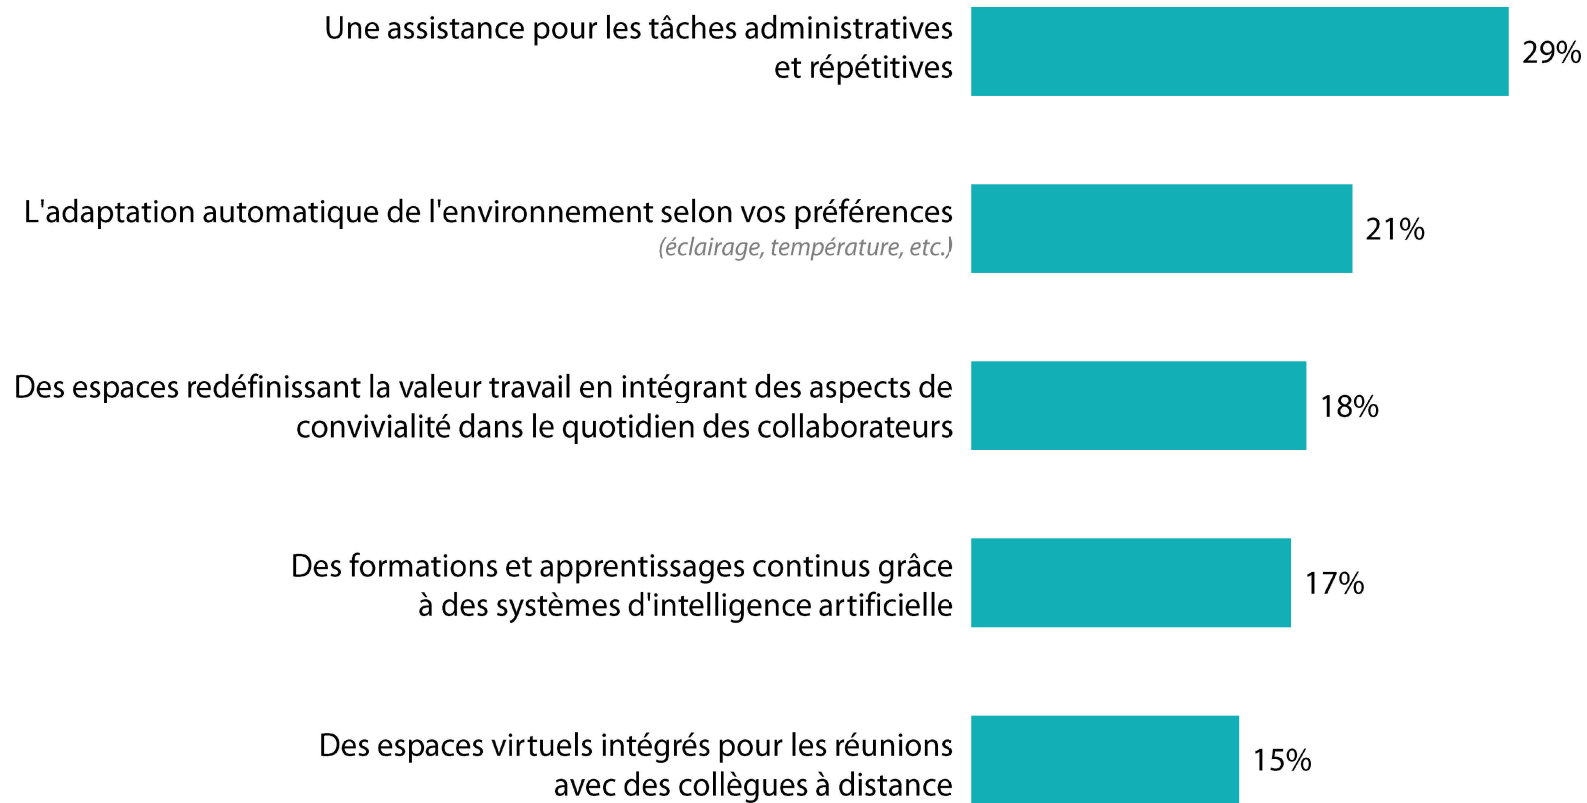 Une assistance pour les tâches administratives
et répétitives
29%
L'adaptation automatique de l'environnement selon vos préférences
(éclairage, température, etc.)
21%
Des espaces redéfinissant la valeur travail en intégrant des aspects de
convivialité dans le quotidien des collaborateurs
18%
Des formations et apprentissages continus grâce
à des systèmes d'intelligence artificielle
17%
Des espaces virtuels intégrés pour les réunions
avec des collègues à distance
15%